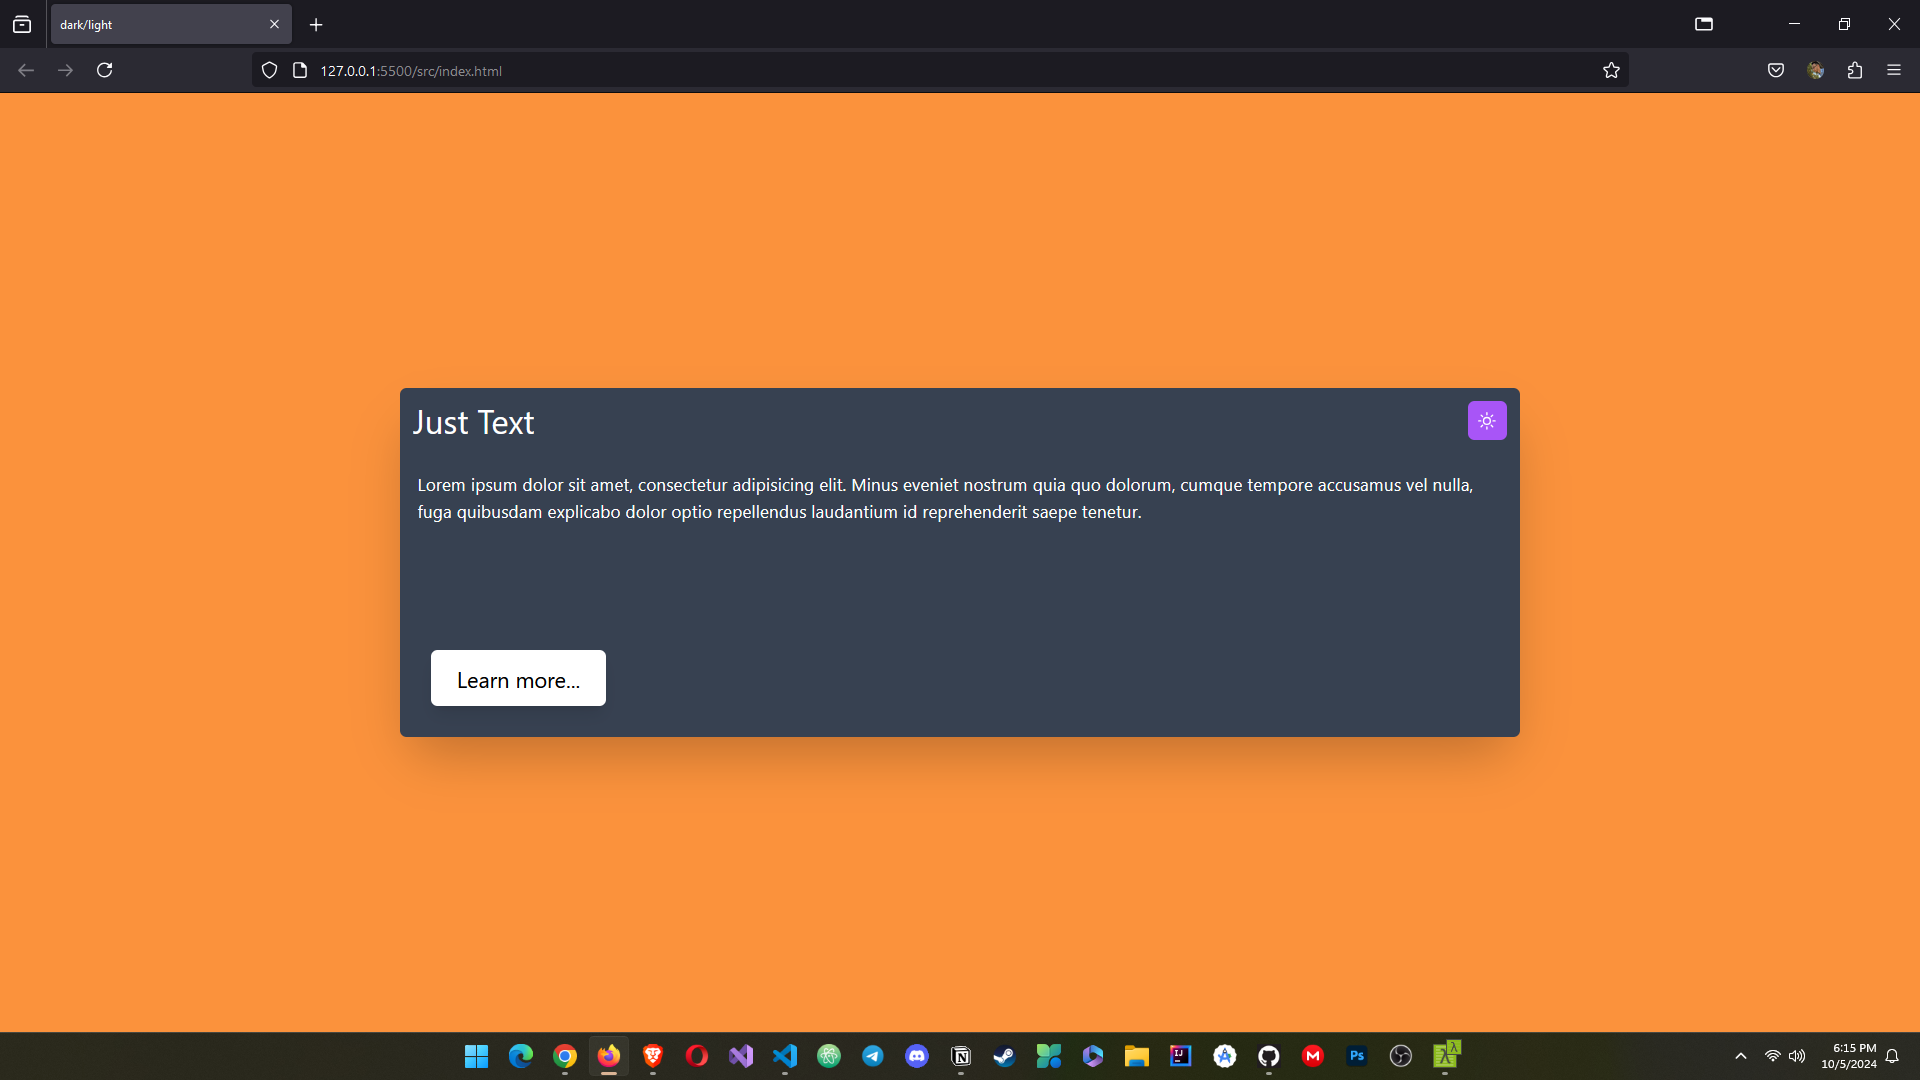 dark/light
127.0.0.1:5500/src/index.html
Just Text
Lorem ipsum dolor sit amet, consectetur adipisicing elit. Minus eveniet nostrum quia quo dolorum, cumque tempore accusamus vel nulla,
fuga quibusdam explicabo dolor optio repellendus laudantium id reprehenderit saepe tenetur.
Learn more...
N
IJ
M
Ps
λ λ
6:15 PM
10/5/2024